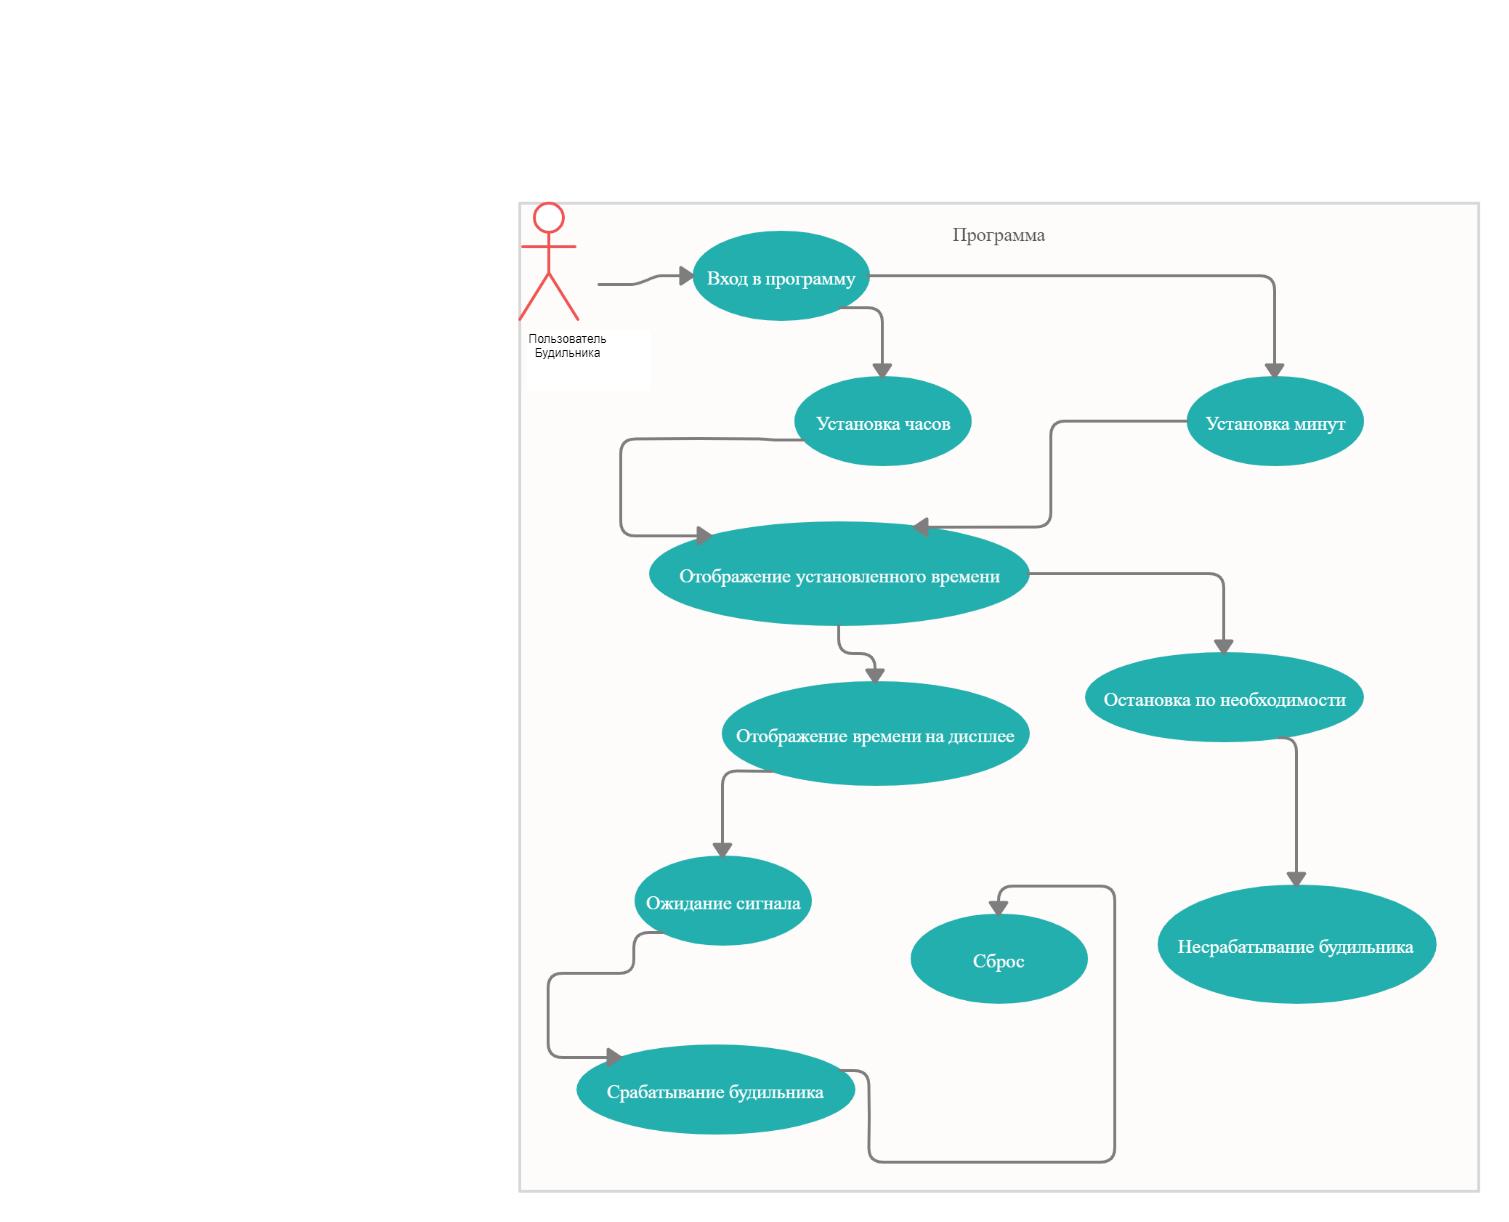 Программа
Вход в программу
Пользователь
Будильника
Установка часов
Установка минут
Отображение установленного времени
Остановка по необходимости
Отображение времени на дисплее
Ожидание сигнала
Сброс
Несрабатывание будильника
Срабатывание будильника